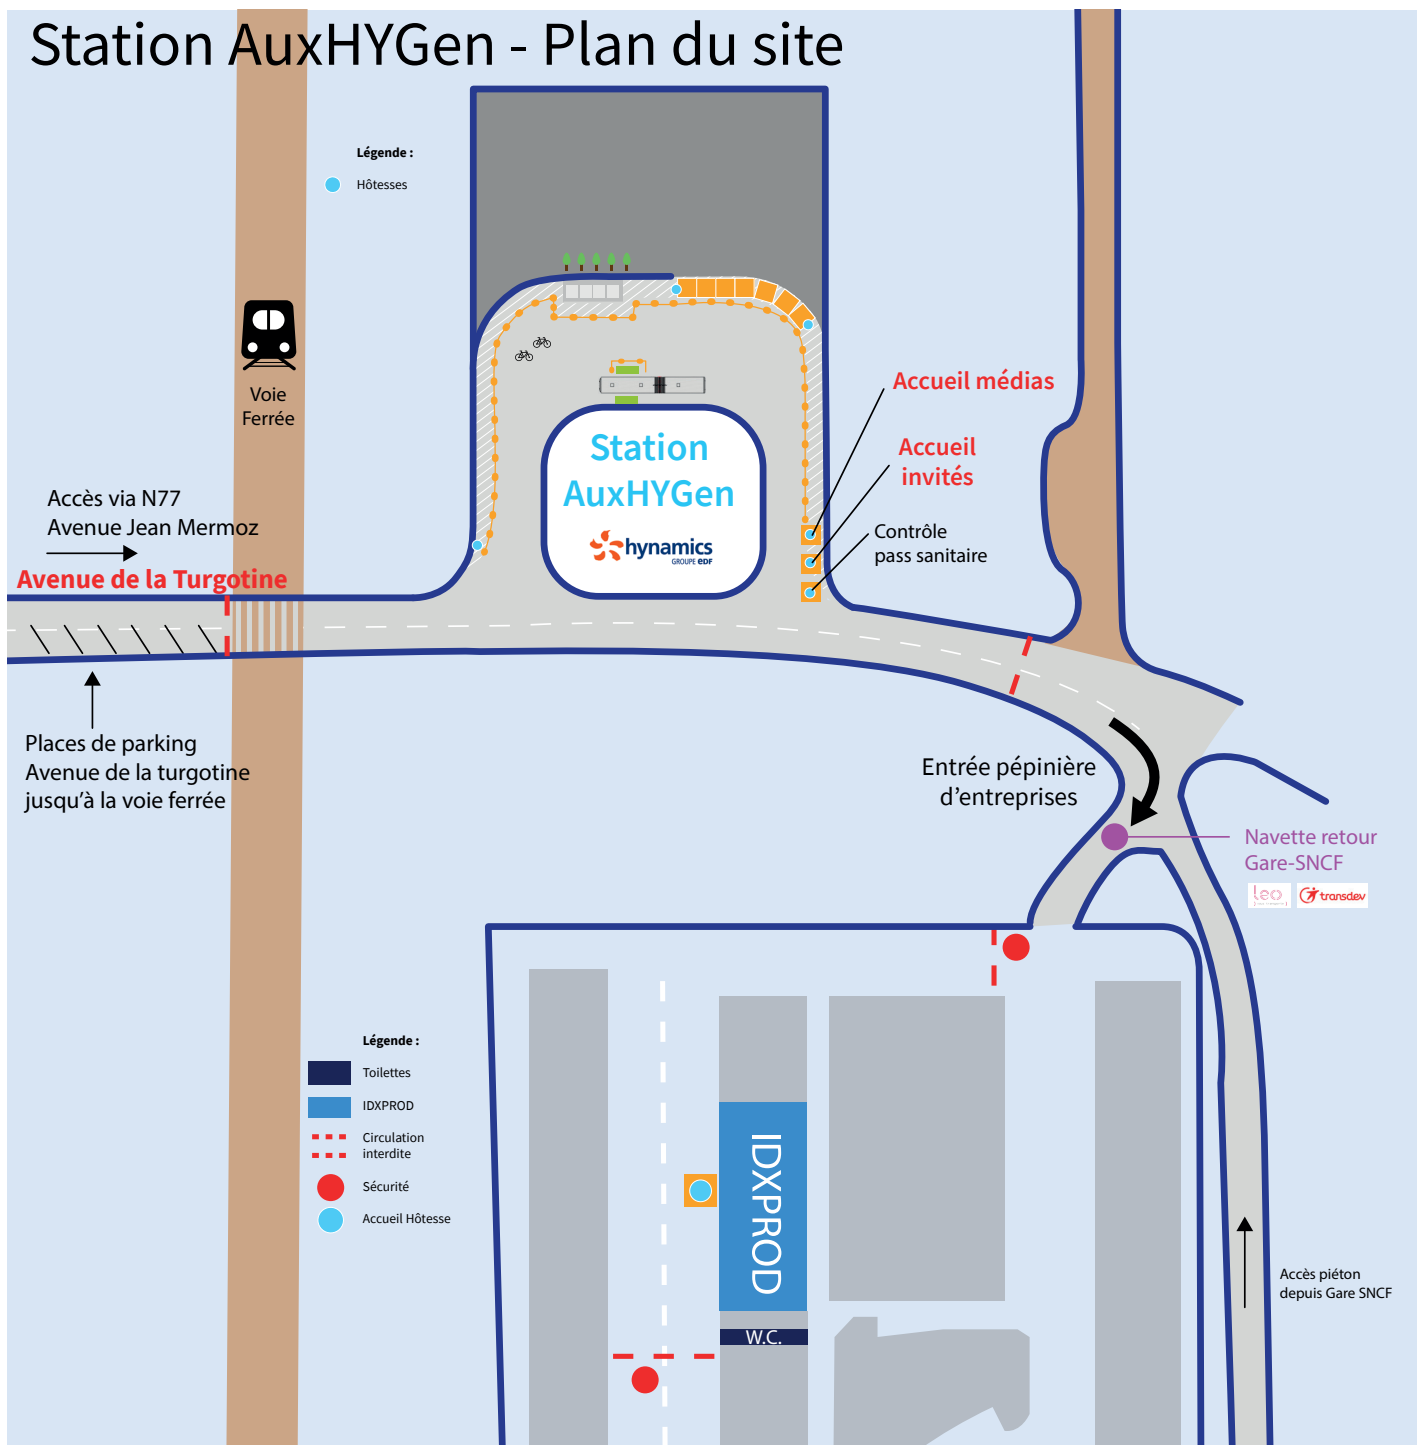 Station AuxHYGen - Plan du site
Légende :
Hôtesses
Voie
Ferrée
Accueil médias
Accueil
invités
Contrôle
pass sanitaire
Station
AuxHYGen
hynamics
GROUPE EDF
Accès via N77
Avenue Jean Mermoz
Avenue de la Turgotine
Places de parking
Avenue de la turgotine
jusqu'à la voie ferrée
Entrée pépinière
d'entreprises
Navette retour
Gare-SNCF
leo
transdev
Légende :
Toilettes
IDXPROD
Circulation
interdite
Sécurité
Accueil Hôtesse
IDXPROD
W.C.
Accès piéton
depuis Gare SNCF